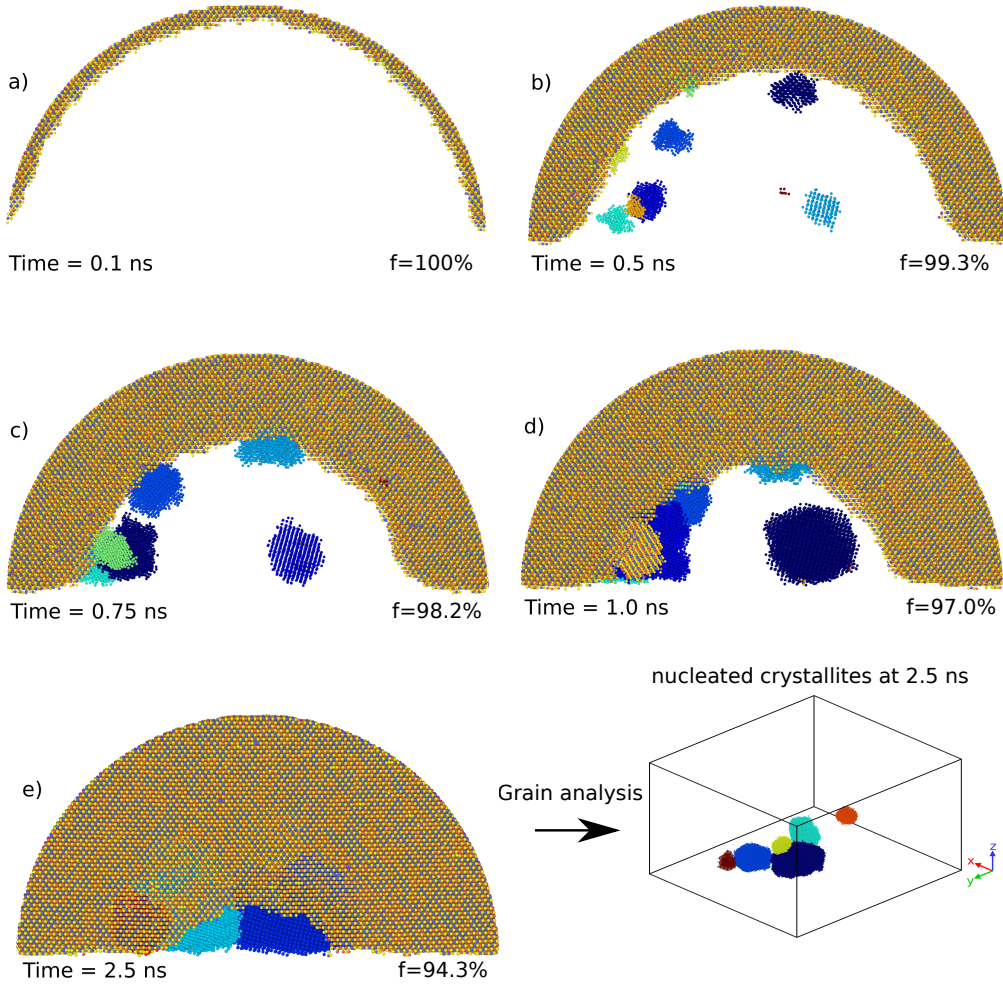 a)
Time = 0.1 ns
f=100%
b)
Time = 0.5 ns
f=99.3%
c)
Time = 0.75 ns
f=98.2%
d)
Time = 1.0 ns
f=97.0%
e)
Time = 2.5 ns
f=94.3%
Grain analysis
nucleated crystallites at 2.5 ns
z
x
y